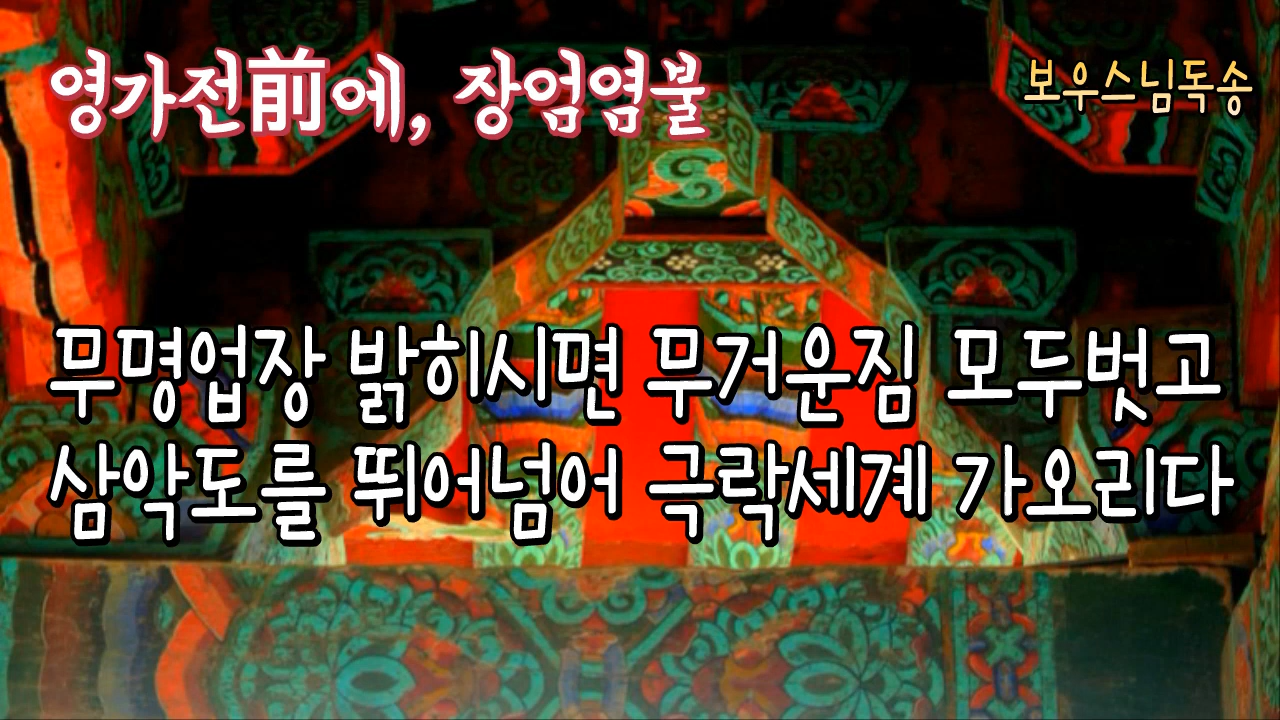 영가전前에, 장엄염불
보우스님독송
무명업장 밝히시면 무거운짐 모두벗고
삼악도를 뛰어넘어 극락세계 가오리다